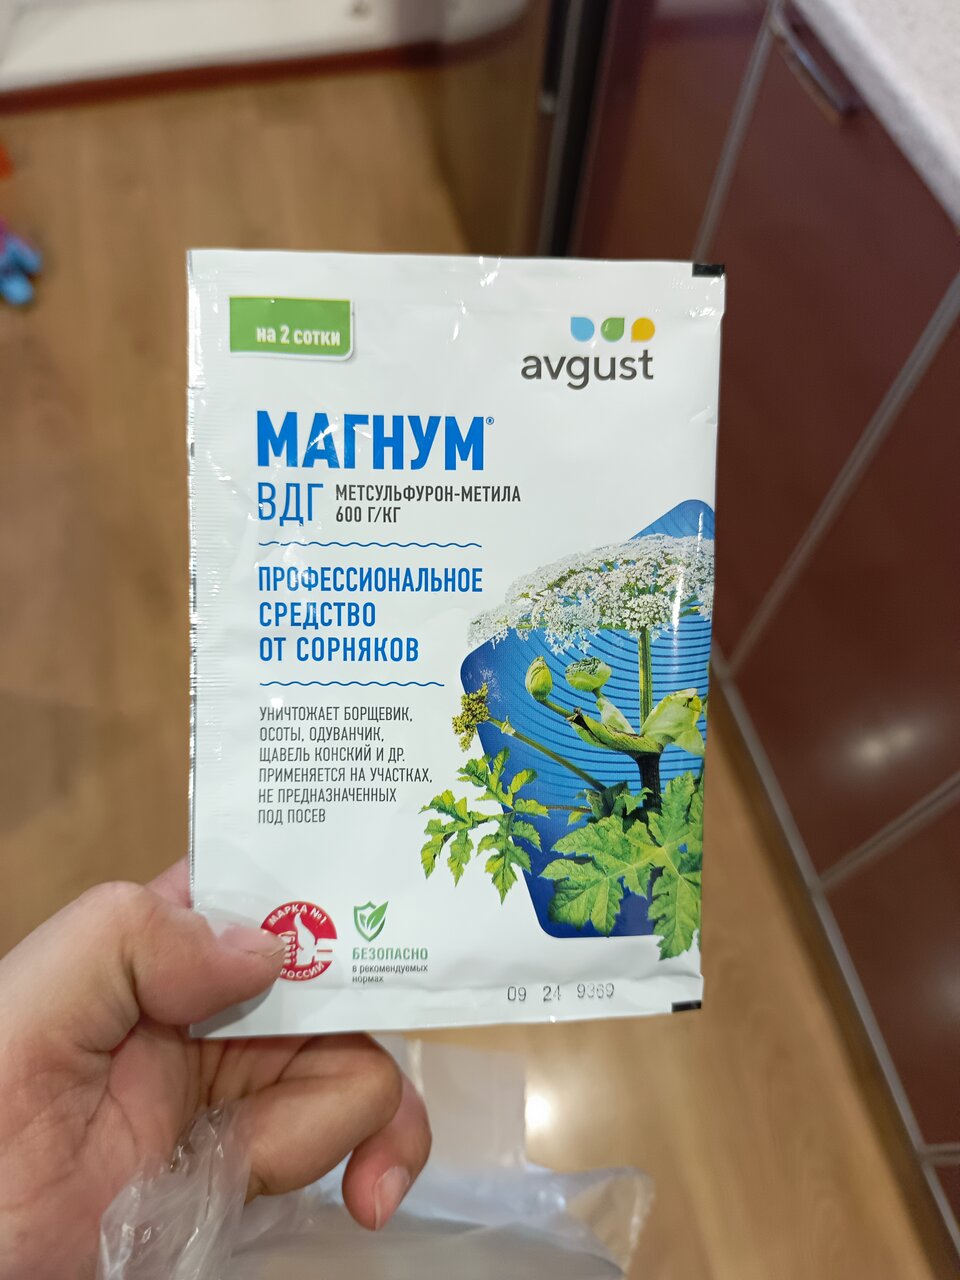 на 2 сотки
avgust
МАГНУМ®
ВДГ МЕТСУЛЬФУРОН-МЕТИЛА
600 Г/КГ
ПРОФЕССИОНАЛЬНОЕ
СРЕДСТВО
ОТ СОРНЯКОВ
УНИЧТОЖАЕТ БОРЩЕВИК,
ОСОТЫ, ОДУВАНЧИК,
ЩАВЕЛЬ КОНСКИЙ И ДР.
ПРИМЕНЯЕТСЯ НА УЧАСТКАХ,
НЕ ПРЕДНАЗНАЧЕННЫХ
ПОД ПОСЕВ
МАРКА №1
РОССИИ
БЕЗОПАСНО
в рекомендуемых
нормах
09 24 9369